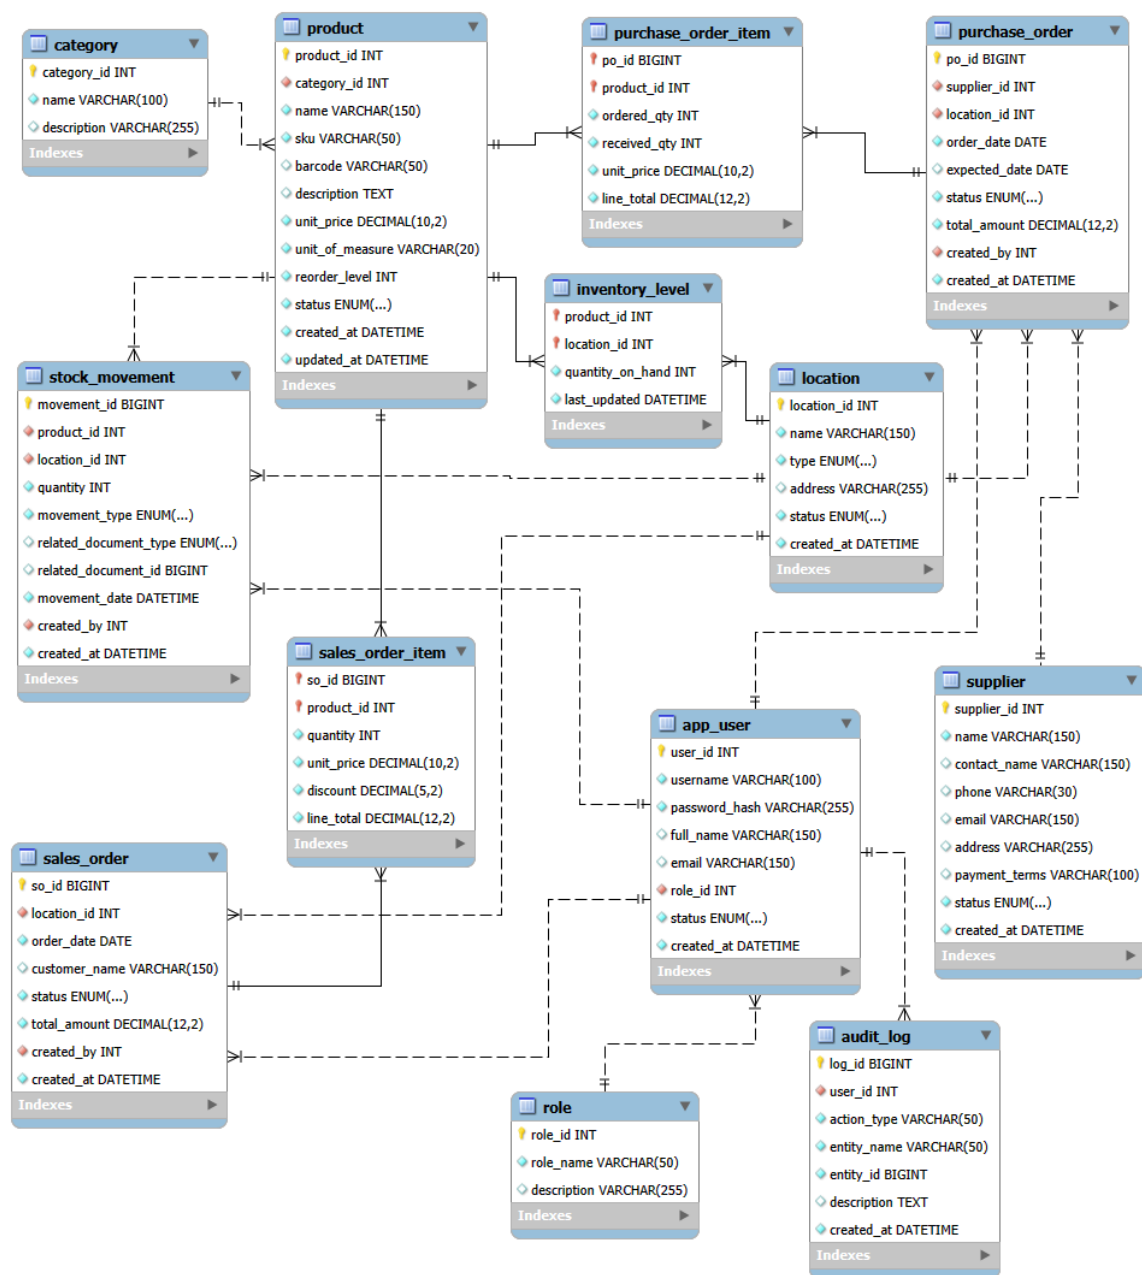 category
category_id INT
name VARCHAR(100)
description VARCHAR(255)
Indexes
product
product_id INT
category_id INT
name VARCHAR(150)
sku VARCHAR(50)
barcode VARCHAR(50)
description TEXT
unit_price DECIMAL(10,2)
unit_of_measure VARCHAR(20)
reorder_level INT
status ENUM(...)
created_at DATETIME
updated_at DATETIME
Indexes
purchase_order_item
po_id BIGINT
product_id INT
ordered_qty INT
received_qty INT
unit_price DECIMAL(10,2)
line_total DECIMAL(12,2)
Indexes
purchase_order
po_id BIGINT
supplier_id INT
location_id INT
order_date DATE
expected_date DATE
status ENUM(...)
total_amount DECIMAL(12,2)
created_by INT
created_at DATETIME
Indexes
inventory_level
product_id INT
location_id INT
quantity_on_hand INT
last_updated DATETIME
Indexes
stock_movement
movement_id BIGINT
product_id INT
location_id INT
quantity INT
movement_type ENUM(...)
related_document_type ENUM(...)
related_document_id BIGINT
movement_date DATETIME
created_by INT
created_at DATETIME
Indexes
location
location_id INT
name VARCHAR(150)
type ENUM(...)
address VARCHAR(255)
status ENUM(...)
created_at DATETIME
Indexes
sales_order_item
so_id BIGINT
product_id INT
quantity INT
unit_price DECIMAL(10,2)
discount DECIMAL(5,2)
line_total DECIMAL(12,2)
Indexes
supplier
supplier_id INT
name VARCHAR(150)
contact_name VARCHAR(150)
phone VARCHAR(30)
email VARCHAR(150)
address VARCHAR(255)
payment_terms VARCHAR(100)
status ENUM(...)
created_at DATETIME
Indexes
app_user
user_id INT
username VARCHAR(100)
password_hash VARCHAR(255)
full_name VARCHAR(150)
email VARCHAR(150)
role_id INT
status ENUM(...)
created_at DATETIME
Indexes
sales_order
so_id BIGINT
location_id INT
order_date DATE
customer_name VARCHAR(150)
status ENUM(...)
total_amount DECIMAL(12,2)
created_by INT
created_at DATETIME
Indexes
role
role_id INT
role_name VARCHAR(50)
description VARCHAR(255)
Indexes
audit_log
log_id BIGINT
user_id INT
action_type VARCHAR(50)
entity_name VARCHAR(50)
entity_id BIGINT
description TEXT
created_at DATETIME
Indexes